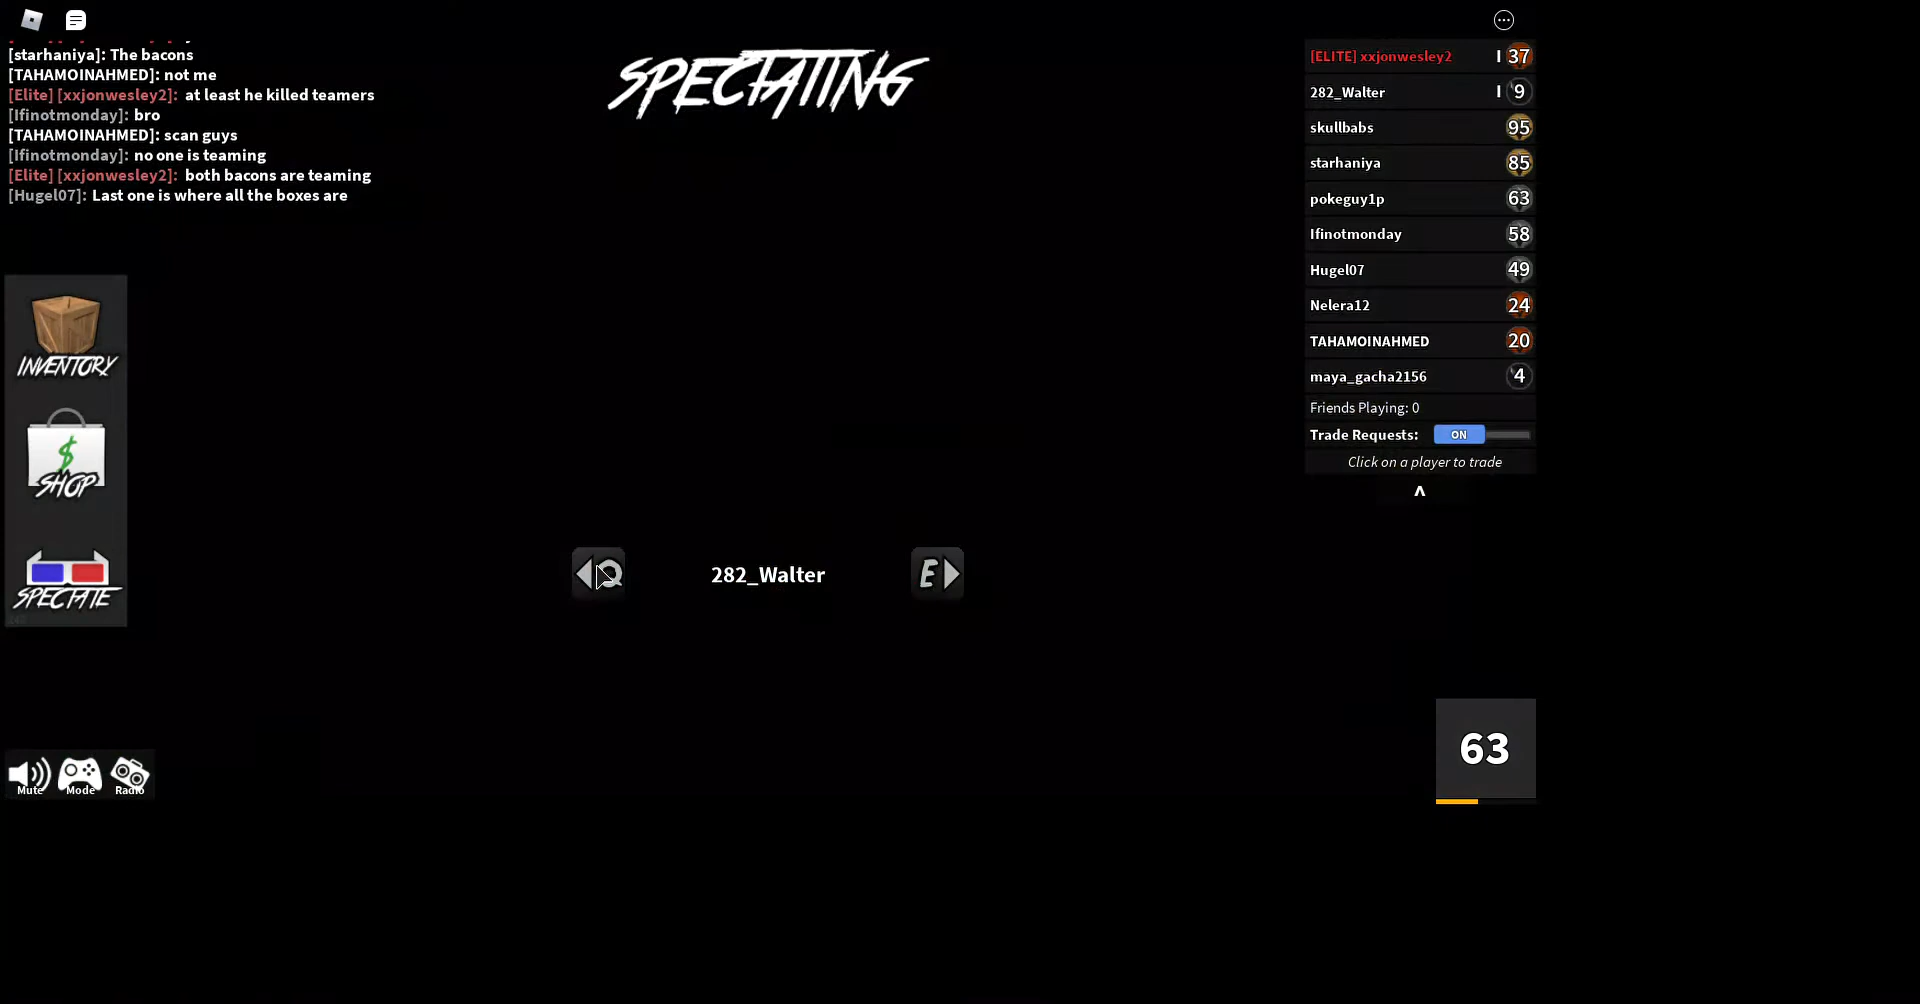 [starhaniya]: The bacons
[TAHAMOINAHMED]: not me
[Elite] [xxjonwesley2]: at least he killed teamers
[Ifinotmonday]: bro
[TAHAMOINAHMED]: scan guys
[Ifinotmonday]: no one is teaming
[Elite] [xxjonwesley2]: both bacons are teaming
[Hugel07]: Last one is where all the boxes are
SPECTATING
[ELITE] xxjonwesley2 I 37
282_Walter I 9
skullbabs 95
starhaniya 85
pokeguy1p 63
Ifinotmonday 58
Hugel07 49
Nelera12 24
TAHAMOINAHMED 20
maya_gacha2156 4
Friends Playing: 0
Trade Requests: ON
Click on a player to trade
^
INVENTORY
$
SHOP
SPECTATE
Q 282_Walter E
63
Mute Mode Radio